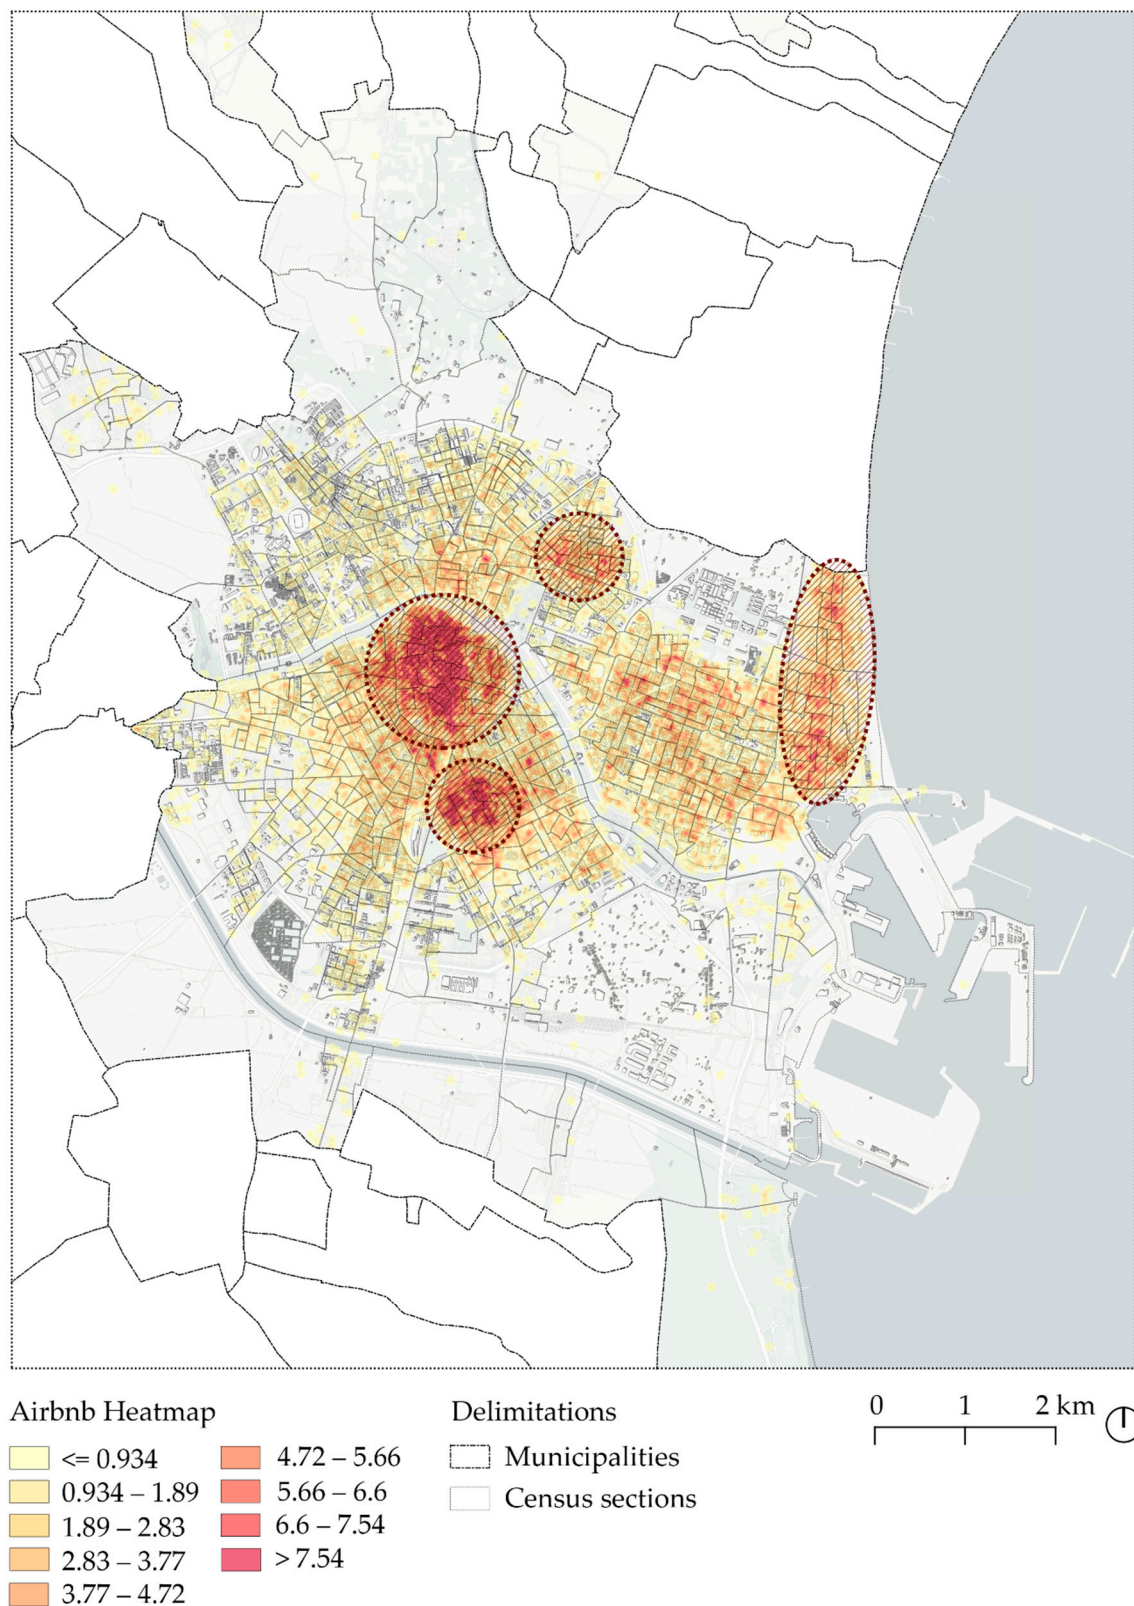 Airbnb Heatmap
<= 0.934
0.934 – 1.89
1.89 – 2.83
2.83 – 3.77
3.77 – 4.72
4.72 – 5.66
5.66 – 6.6
6.6 – 7.54
> 7.54
Delimitations
Municipalities
Census sections
0 1 2 km